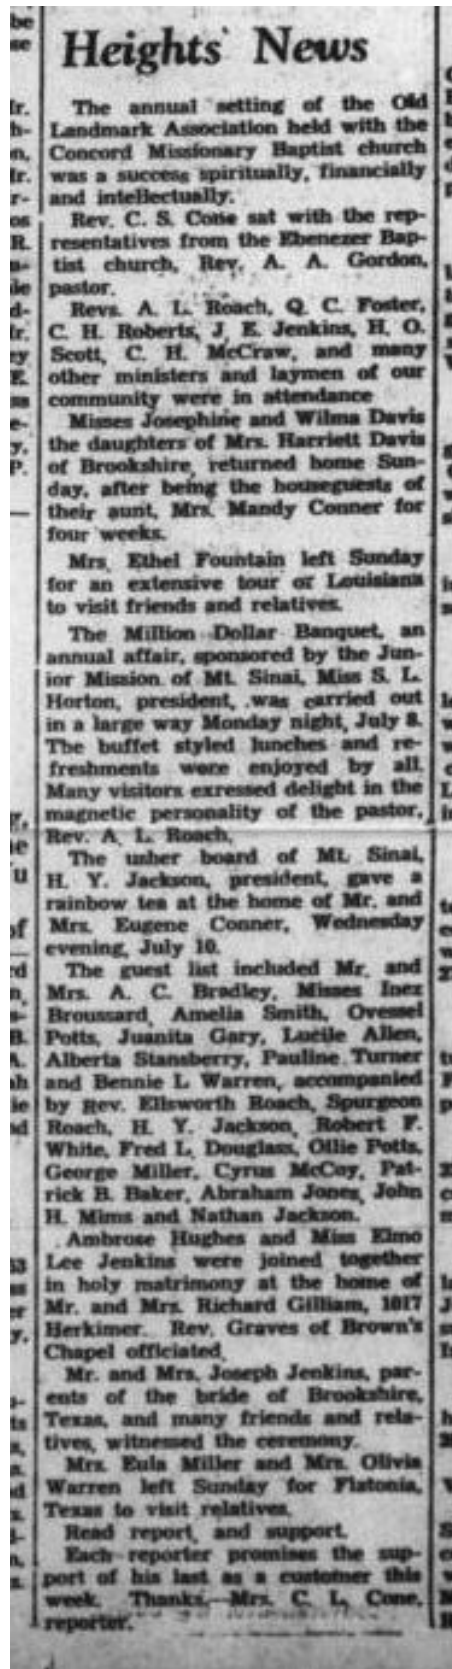 Heights' News
The annual setting of the Old
Landmark Association held with the
Concord Missionary Baptist church
was a success spiritually, financially
and intellectually.
Rev. C. S. Cone sat with the rep-
resentatives from the Ebenezer Bap-
tist church, Rev. A. A. Gordon,
pastor.
Revs. A. L. Roach, Q. C. Foster,
C. H. Roberts, J. E. Jenkins, H. O.
Scott, C. H. McCraw, and many
other ministers and laymen of our
community were in attendance
Misses Josephine and Wilma Davis
the daughters of Mrs. Harriett Davis
of Brookshire, returned home Sun-
day, after being the houseguests of
their aunt, Mrs. Mandy Conner for
four weeks.
Mrs. Ethel Fountain left Sunday
for an extensive tour of Louisiana
to visit friends and relatives.
The Million Dollar Banquet, an
annual affair, sponsored by the Jun-
ior Mission of Mt. Sinai, Miss S. L.
Horton, president, was carried out
in a large way Monday night, July 8.
The buffet styled lunches and re-
freshments were enjoyed by all.
Many visitors exressed delight in the
magnetic personality of the pastor,
Rev. A. L. Roach.
The usher board of Mt. Sinai,
H. Y. Jackson, president, gave a
rainbow tea at the home of Mr. and
Mrs. Eugene Conner, Wednesday
evening, July 10.
The guest list included Mr. and
Mrs. A. C. Bradley, Misses Inez
Broussard, Amelia Smith, Ovessel
Potts, Juanita Gary, Lucile Allen,
Alberta Stansberry, Pauline Turner
and Bennie L. Warren, accompanied
by Rev. Ellsworth Roach, Spurgeon
Roach, H. Y. Jackson, Robert F.
White, Fred L. Douglass, Ollie Potts,
George Miller, Cyrus McCoy, Pat-
rick B. Baker, Abraham Jones, John
H. Mims and Nathan Jackson.
Ambrose Hughes and Miss Elmo
Lee Jenkins were joined together
in holy matrimony at the home of
Mr. and Mrs. Richard Gilliam, 1017
Herkimer. Rev. Graves of Brown's
Chapel officiated.
Mr. and Mrs. Joseph Jenkins, par-
ents of the bride of Brookshire,
Texas, and many friends and rela-
tives, witnessed the ceremony.
Mrs. Eula Miller and Mrs. Olivia
Warren left Sunday for Flatonia,
Texas to visit relatives.
Read report, and support.
Each reporter promises the sup-
port of his last as a customer this
week. Thanks.—Mrs. C. L. Cone,
reporter.